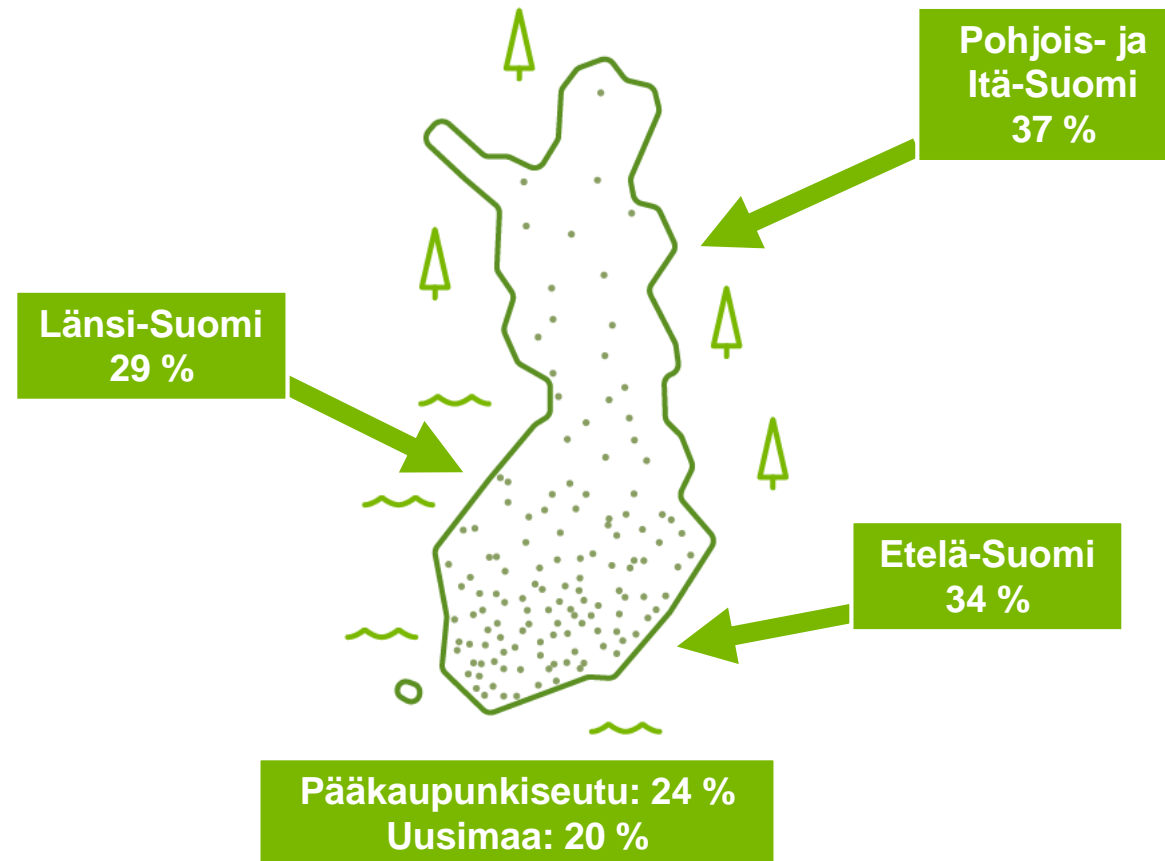 Pohjois- ja
Itä-Suomi
37 %
Länsi-Suomi
29 %
Etelä-Suomi
34 %
Pääkaupunkiseutu: 24 %
Uusimaa: 20 %